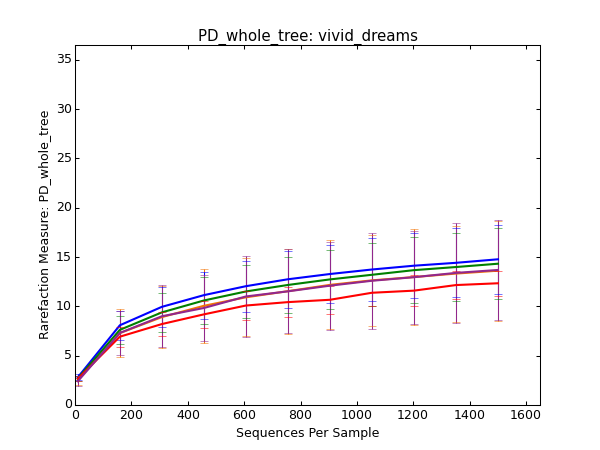 PD_whole_tree: vivid_dreams
35
30
25
20
15
10
5
0
Rarefaction Measure: PD_whole_tree
0 200 400 600 800 1000 1200 1400 1600
Sequences Per Sample